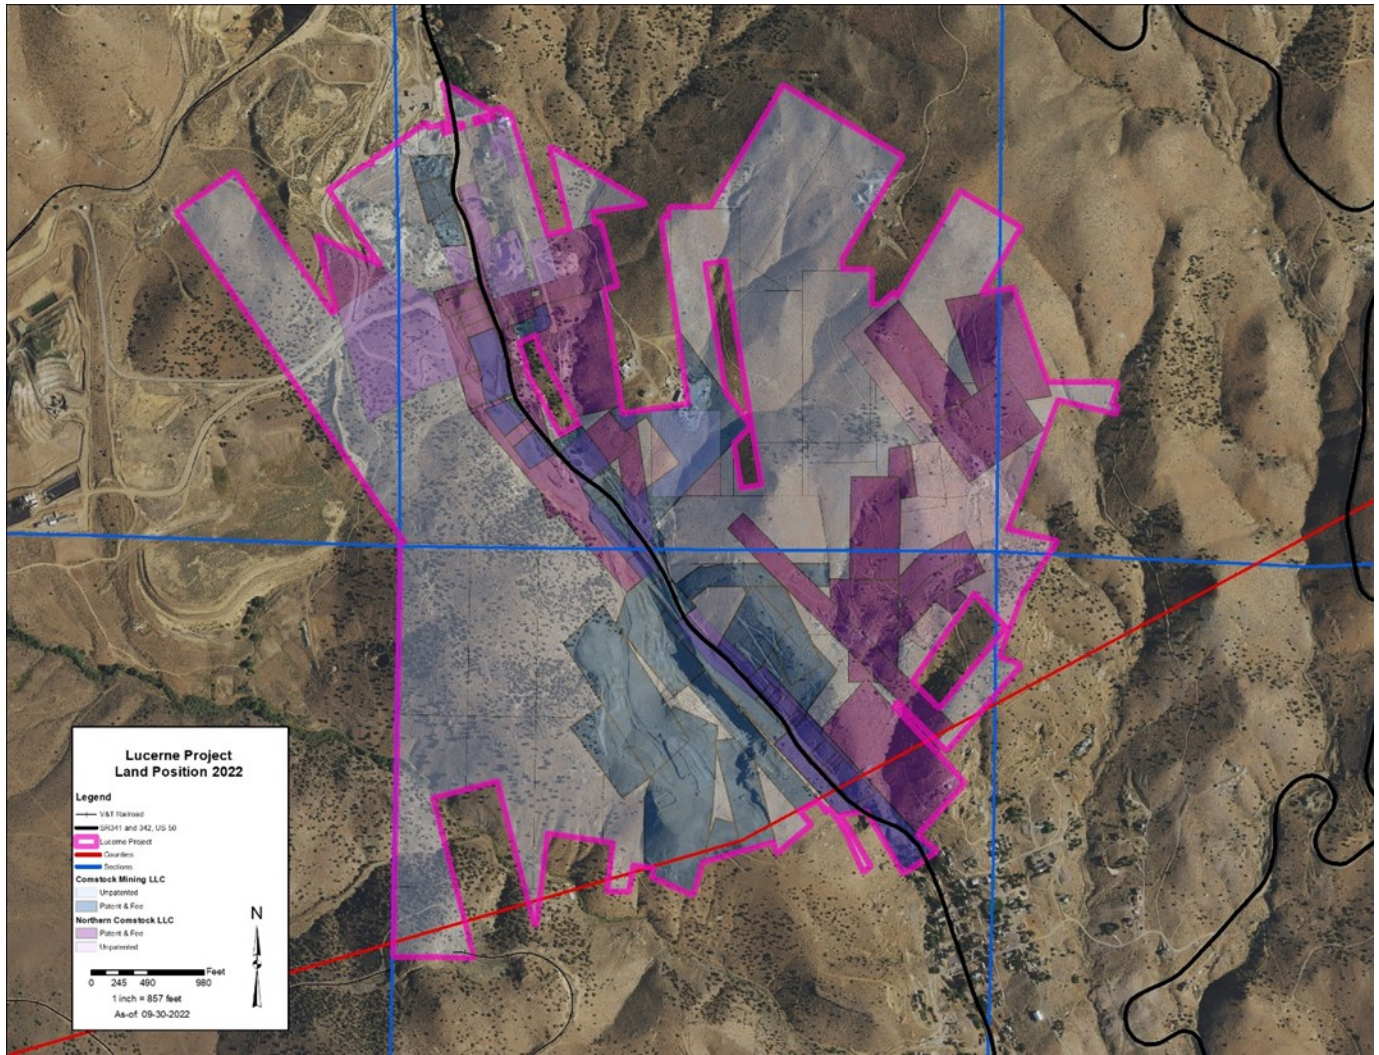 Lucerne Project
Land Position 2022
Legend
V&T Railroad
SR341 and 342, US 50
Lucerne Project
Counties
Sections
Comstock Mining LLC
Unpatented
Patent & Fee
Northern Comstock LLC
Patent & Fee
Unpatented
N
Feet
0 245 490 980
1 inch = 857 feet
As-of: 09-30-2022